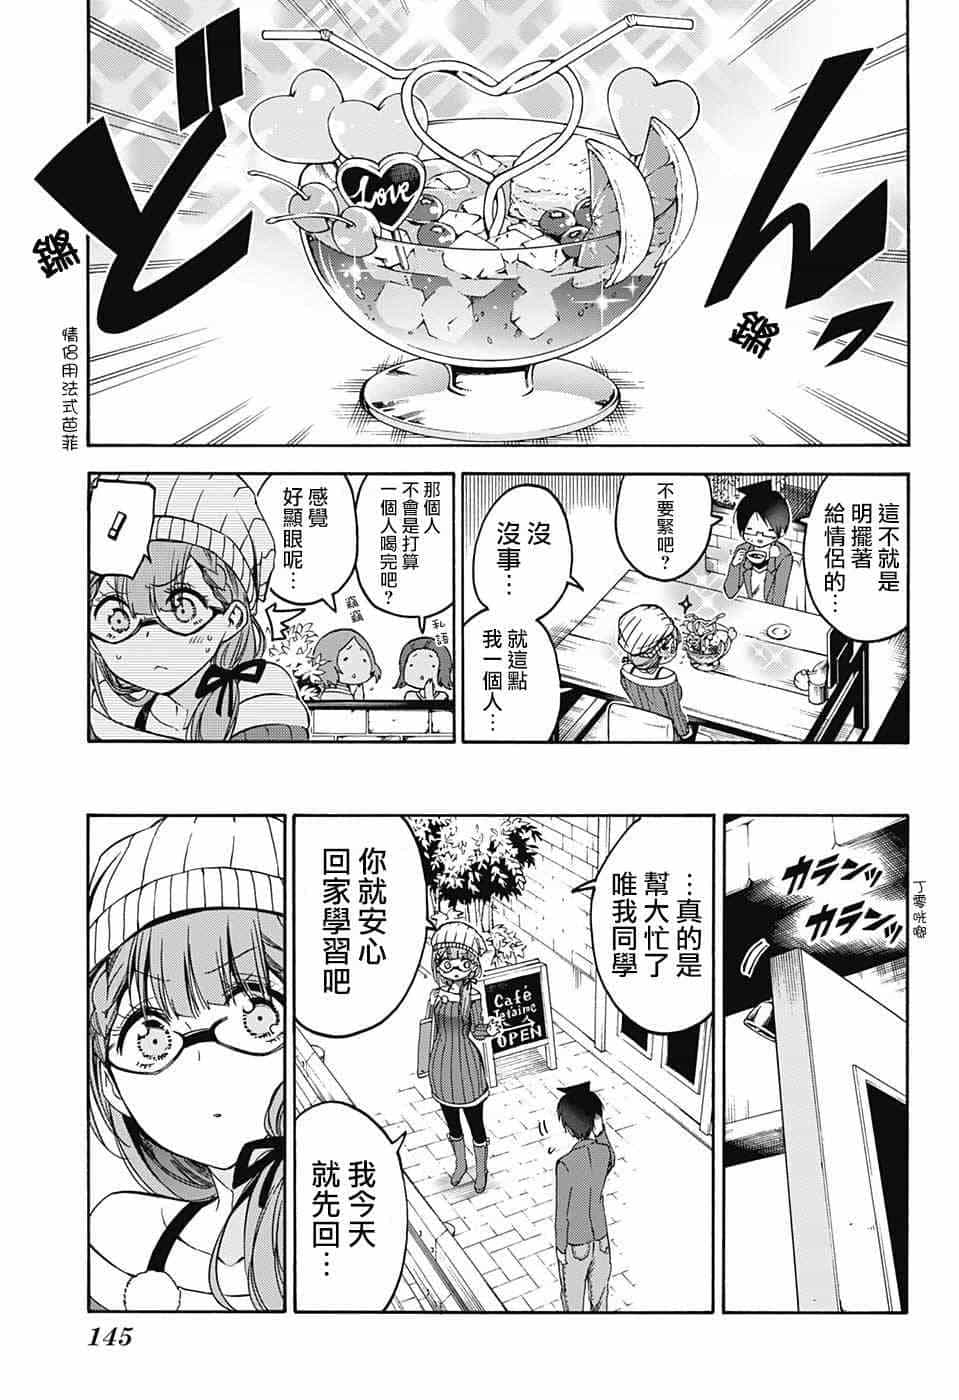 どん
鏘
鏘
Love
情侶用法式芭菲
這不就是
明擺著
給情侶的…
不要緊吧?
沒
沒事…
就這點
我一個人…
那個人
不會是打算
一個人喝完吧?
感覺
好顯眼呢…
私語
竊竊
!
カランッ
カランッ
丁零咣啷
…真的是
幫大忙了
唯我同學
Café
OPEN
你就安心
回家學習吧
我今天
就先回…
145